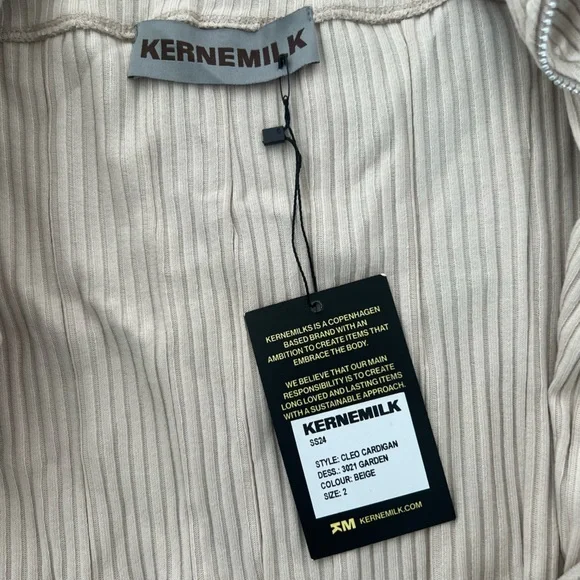 KERNEMILK
KERNEMILKS IS A COPENHAGEN
BASED BRAND WITH AN
AMBITION TO CREATE ITEMS THAT
EMBRACE THE BODY.
WE BELIEVE THAT OUR MAIN
RESPONSIBILITY IS TO CREATE
LONG LOVED AND LASTING ITEMS
WITH A SUSTAINABLE APPROACH.
KERNEMILK
SS24
STYLE: CLEO CARDIGAN
DESS.: 3021 GARDEN
COLOUR: BEIGE
SIZE: 2
KM KERNEMILK.COM